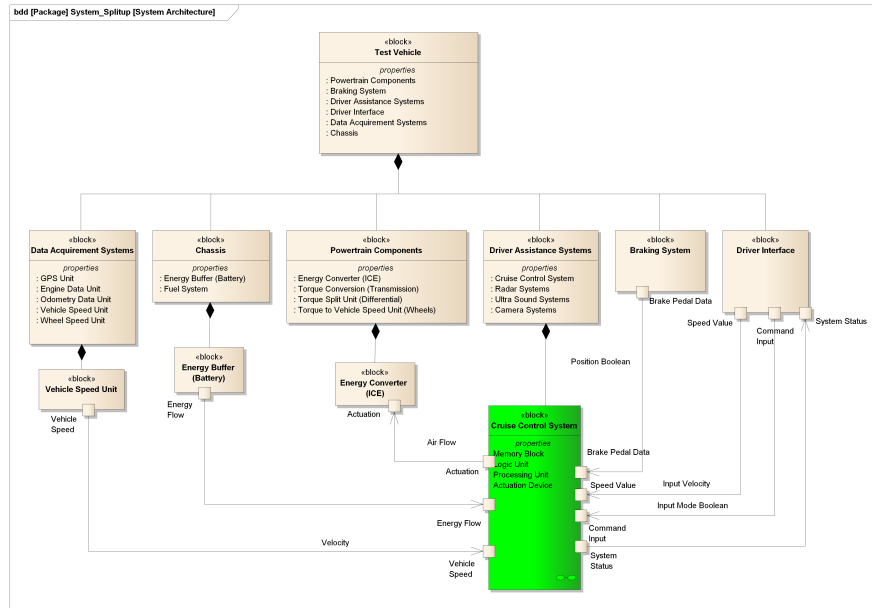 bdd [Package] System_Splitup [System Architecture]
«block»
Test Vehicle
properties
: Powertrain Components
: Braking System
: Driver Assistance Systems
: Driver Interface
: Data Acquirement Systems
: Chassis
«block»
Data Acquirement Systems
properties
: GPS Unit
: Engine Data Unit
: Odometry Data Unit
: Vehicle Speed Unit
: Wheel Speed Unit
«block»
Chassis
properties
: Energy Buffer (Battery)
: Fuel System
«block»
Powertrain Components
properties
: Energy Converter (ICE)
: Torque Conversion (Transmission)
: Torque Split Unit (Differential)
: Torque to Vehicle Speed Unit (Wheels)
«block»
Driver Assistance Systems
properties
: Cruise Control System
: Radar Systems
: Ultra Sound Systems
: Camera Systems
«block»
Braking System
Brake Pedal Data
«block»
Driver Interface
Speed Value
Command
Input
System Status
«block»
Vehicle Speed Unit
Vehicle
Speed
«block»
Energy Buffer
(Battery)
Energy
Flow
«block»
Energy Converter
(ICE)
Actuation
Position Boolean
Air Flow
Actuation
«block»
Cruise Control System
properties
Memory Block
Logic Unit
Processing Unit
Actuation Device
Brake Pedal Data
Speed Value
Input Velocity
Input Mode Boolean
Command
Input
System
Status
Energy Flow
Velocity
Vehicle
Speed